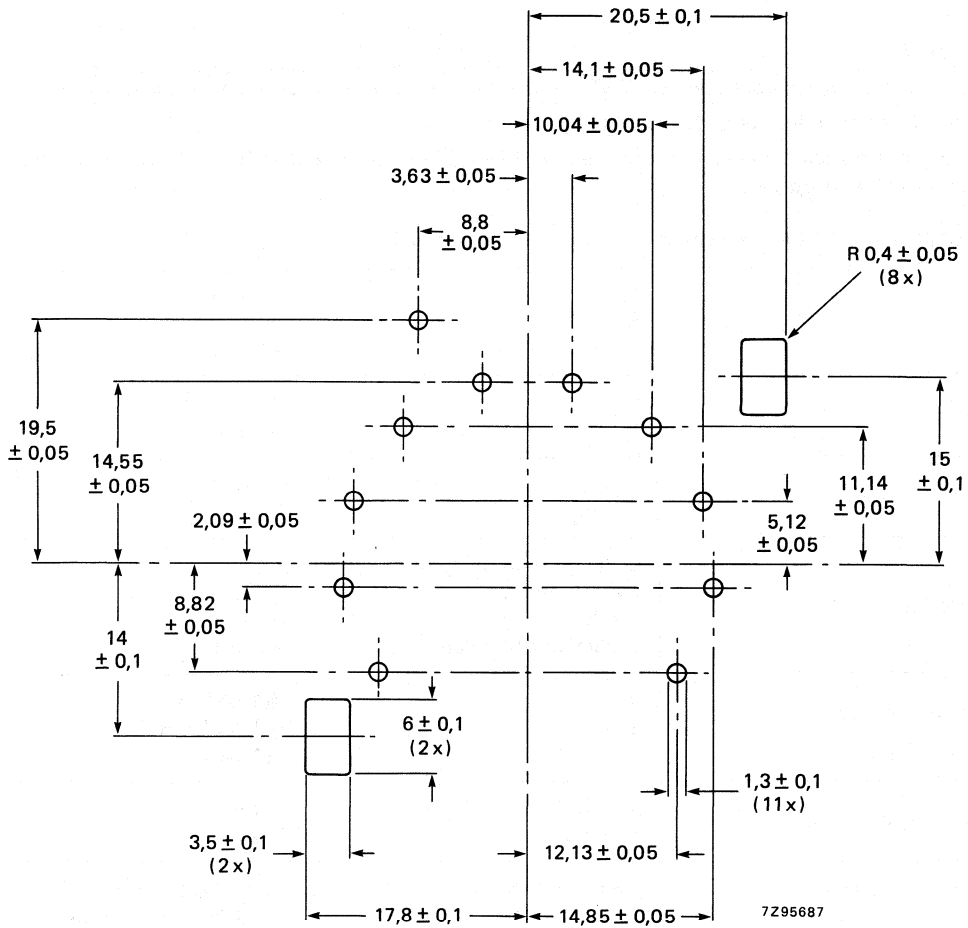 20,5 ± 0,1
14,1 ± 0,05
10,04 ± 0,05
3,63 ± 0,05
8,8
± 0,05
R 0,4 ± 0,05
(8x)
19,5
± 0,05
14,55
± 0,05
2,09 ± 0,05
11,14
± 0,05
15
± 0,1
5,12
± 0,05
8,82
± 0,05
14
± 0,1
6 ± 0,1
(2x)
1,3 ± 0,1
(11x)
3,5 ± 0,1
(2x)
12,13 ± 0,05
17,8 ± 0,1
14,85 ± 0,05
7Z95687